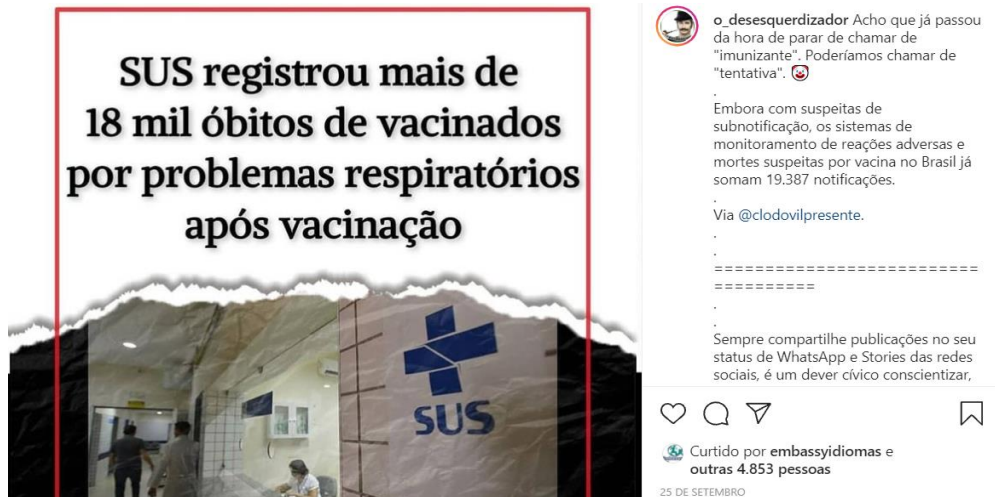 SUS registrou mais de
18 mil óbitos de vacinados
por problemas respiratórios
após vacinação
SUS
o_desesquerdizador Acho que já passou
da hora de parar de chamar de
"imunizante". Poderíamos chamar de
"tentativa". 🤡
.
Embora com suspeitas de
subnotificação, os sistemas de
monitoramento de reações adversas e
mortes suspeitas por vacina no Brasil já
somam 19.387 notificações.
.
Via @clodovilpresente.
.
.
==========================
==========
.
.
Sempre compartilhe publicações no seu
status de WhatsApp e Stories das redes
sociais, é um dever cívico conscientizar,
Curtido por embassyidiomas e
outras 4.853 pessoas
25 DE SETEMBRO